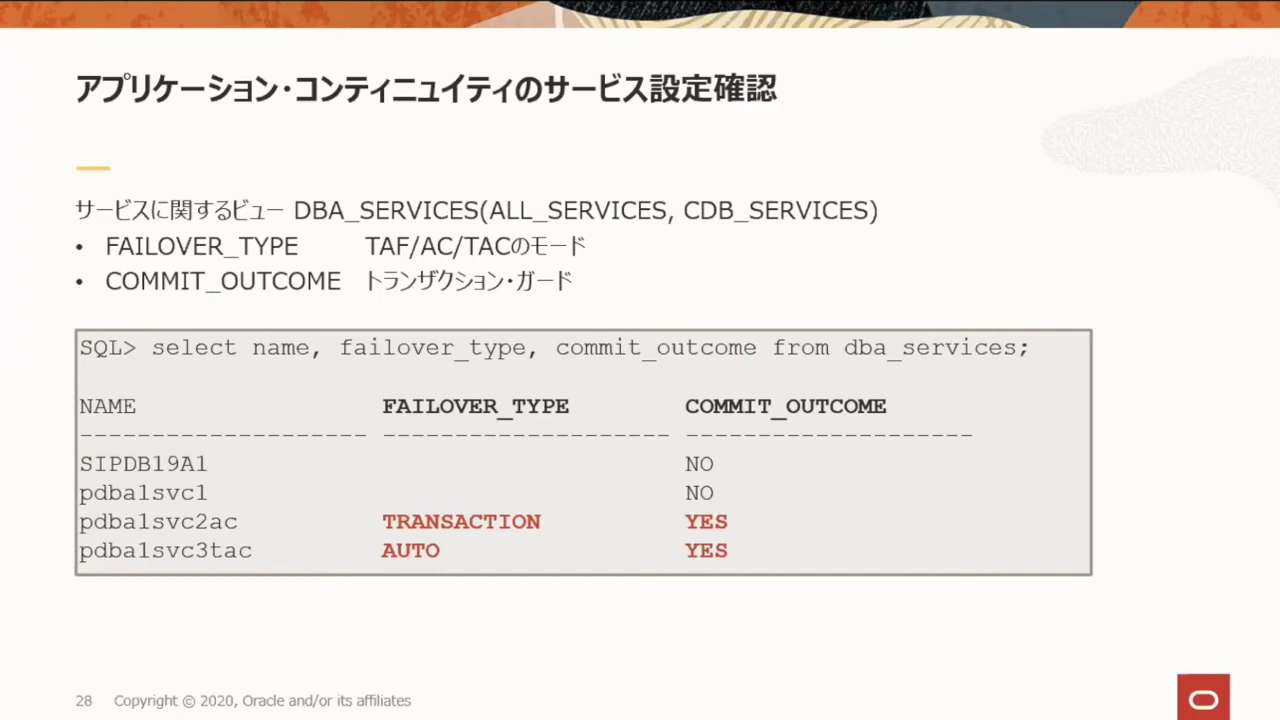 アプリケーション・コンティニュイティのサービス設定確認
サービスに関するビュー DBA_SERVICES(ALL_SERVICES, CDB_SERVICES)
• FAILOVER_TYPE TAF/AC/TACのモード
• COMMIT_OUTCOME トランザクション・ガード
SQL> select name, failover_type, commit_outcome from dba_services;
NAME FAILOVER_TYPE COMMIT_OUTCOME
-------------------- -------------------- --------------------
SIPDB19A1 NO
pdba1svc1 NO
pdba1svc2ac TRANSACTION YES
pdba1svc3tac AUTO YES
28 Copyright © 2020, Oracle and/or its affiliates